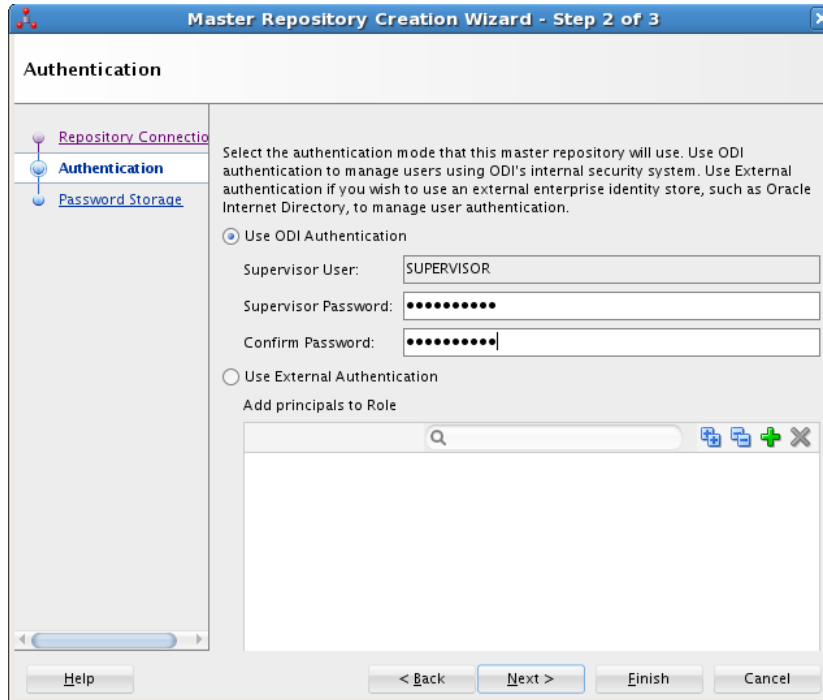 Master Repository Creation Wizard - Step 2 of 3
Authentication
Repository Connectio
Authentication
Password Storage
Select the authentication mode that this master repository will use. Use ODI
authentication to manage users using ODI's internal security system. Use External
authentication if you wish to use an external enterprise identity store, such as Oracle
Internet Directory, to manage user authentication.
Use ODI Authentication
Supervisor User: SUPERVISOR
Supervisor Password: ••••••••••
Confirm Password: ••••••••••
Use External Authentication
Add principals to Role
Help < Back Next > Finish Cancel